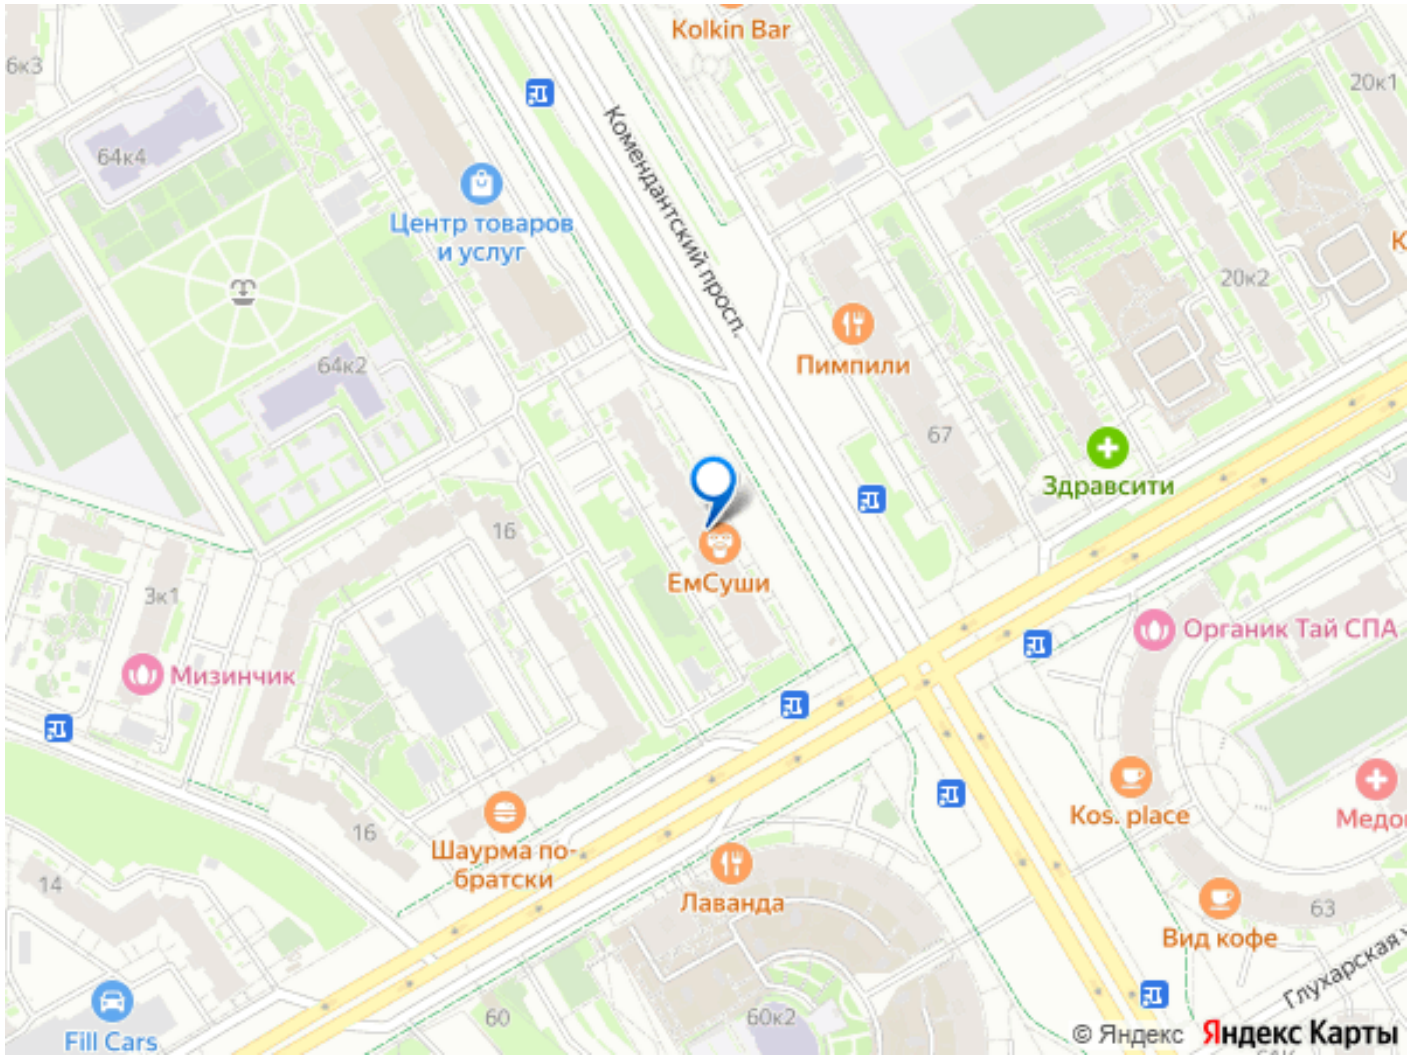 Kolkin Bar
6к3
20к1
64к4
Комендантский просп.
Центр товаров
и услуг
К
20к2
64к2
Пимпили
67
Здравсити
16
ЕмСуши
3к1
Органик Тай СПА
Мизинчик
Kos. place
Медо
16
Шаурма по-
братски
14
Лаванда
63
Вид кофе
Глухарская у
60
60к2
Fill Cars
© Яндекс
Яндекс Карты